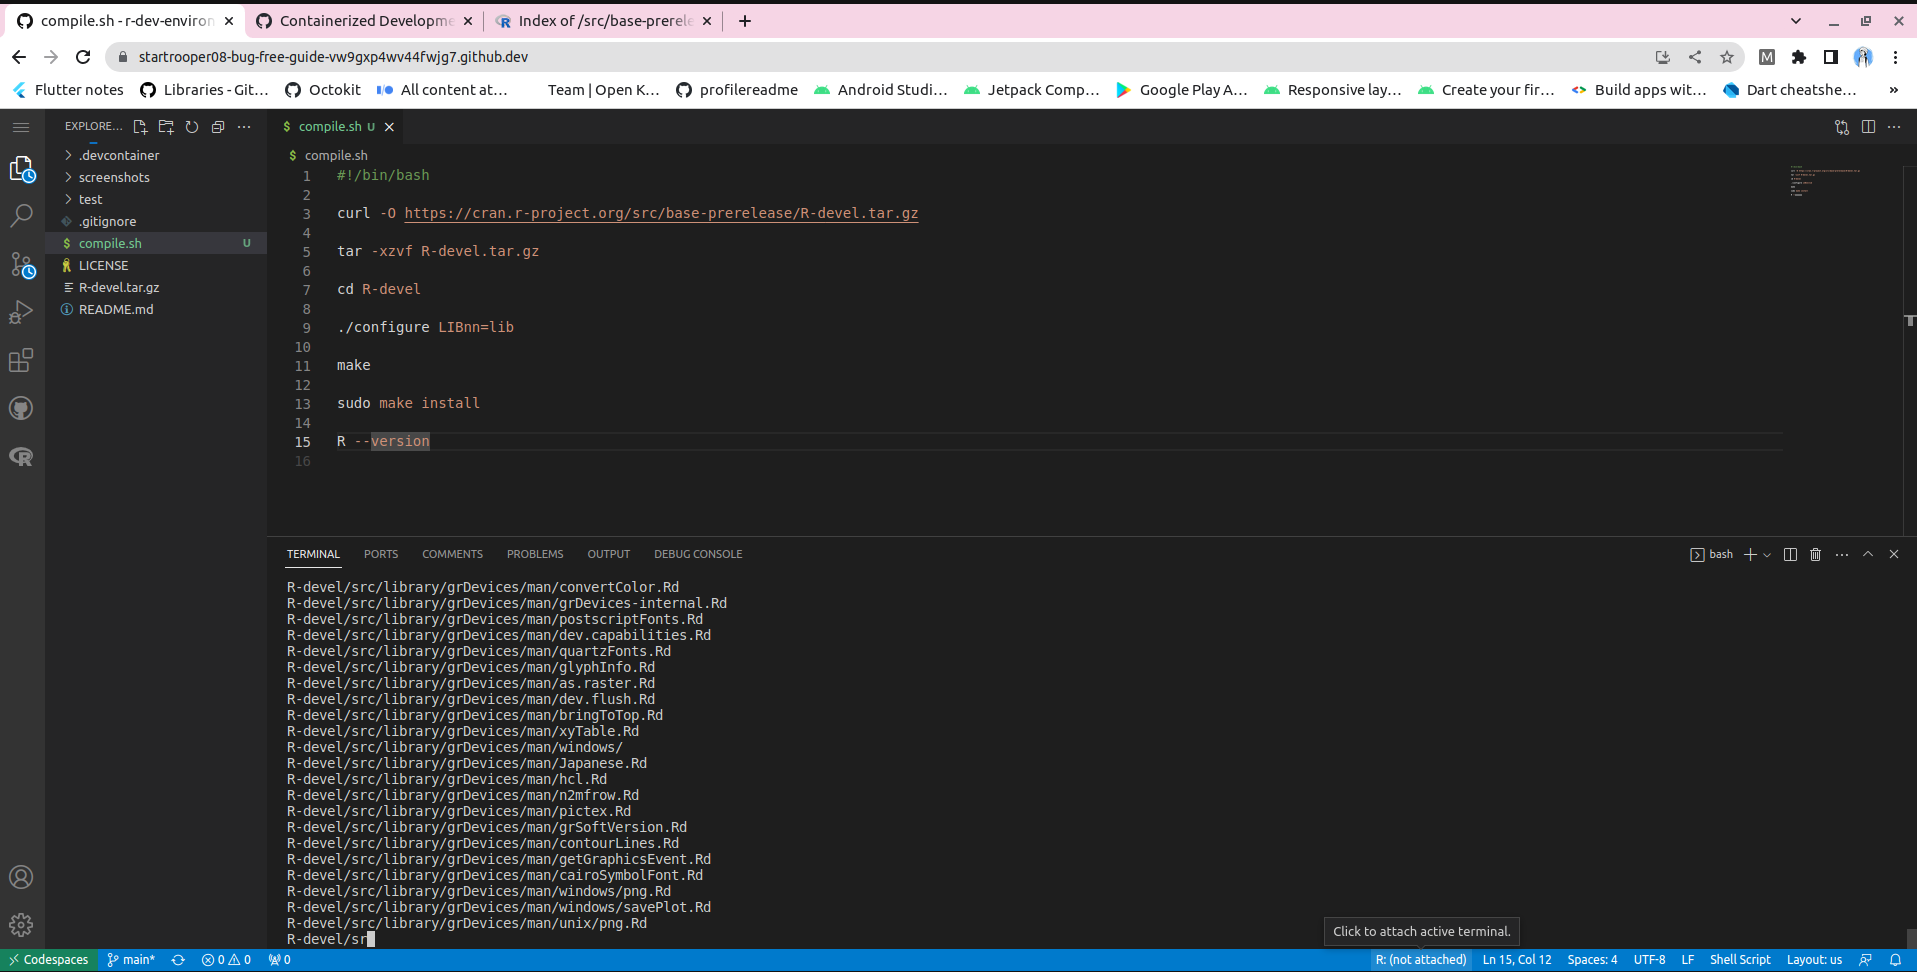 compile.sh - r-dev-environ
Containerized Developme
Index of /src/base-prerele
startrooper08-bug-free-guide-vw9gxp4wv44fwjg7.github.dev
M
Flutter notes
Libraries - Git...
Octokit
All content at...
Team | Open K...
profilereadme
Android Studi...
Jetpack Comp...
Google Play A...
Responsive lay...
Create your fir...
Build apps wit...
Dart cheatshe...
»
EXPLORE...
.devcontainer
screenshots
test
.gitignore
$ compile.sh U
LICENSE
R-devel.tar.gz
README.md
$ compile.sh U
$ compile.sh
1 #!/bin/bash
2
3 curl -O https://cran.r-project.org/src/base-prerelease/R-devel.tar.gz
4
5 tar -xzvf R-devel.tar.gz
6
7 cd R-devel
8
9 ./configure LIBnn=lib
10
11 make
12
13 sudo make install
14
15 R --version
16
TERMINAL
PORTS
COMMENTS
PROBLEMS
OUTPUT
DEBUG CONSOLE
bash
R-devel/src/library/grDevices/man/convertColor.Rd
R-devel/src/library/grDevices/man/grDevices-internal.Rd
R-devel/src/library/grDevices/man/postscriptFonts.Rd
R-devel/src/library/grDevices/man/dev.capabilities.Rd
R-devel/src/library/grDevices/man/quartzFonts.Rd
R-devel/src/library/grDevices/man/glyphInfo.Rd
R-devel/src/library/grDevices/man/as.raster.Rd
R-devel/src/library/grDevices/man/dev.flush.Rd
R-devel/src/library/grDevices/man/bringToTop.Rd
R-devel/src/library/grDevices/man/xyTable.Rd
R-devel/src/library/grDevices/man/windows/
R-devel/src/library/grDevices/man/Japanese.Rd
R-devel/src/library/grDevices/man/hcl.Rd
R-devel/src/library/grDevices/man/n2mfrow.Rd
R-devel/src/library/grDevices/man/pictex.Rd
R-devel/src/library/grDevices/man/grSoftVersion.Rd
R-devel/src/library/grDevices/man/contourLines.Rd
R-devel/src/library/grDevices/man/getGraphicsEvent.Rd
R-devel/src/library/grDevices/man/cairoSymbolFont.Rd
R-devel/src/library/grDevices/man/windows/png.Rd
R-devel/src/library/grDevices/man/windows/savePlot.Rd
R-devel/src/library/grDevices/man/unix/png.Rd
R-devel/sr
Click to attach active terminal.
Codespaces
main*
0
0
0
R: (not attached)
Ln 15, Col 12
Spaces: 4
UTF-8
LF
Shell Script
Layout: us